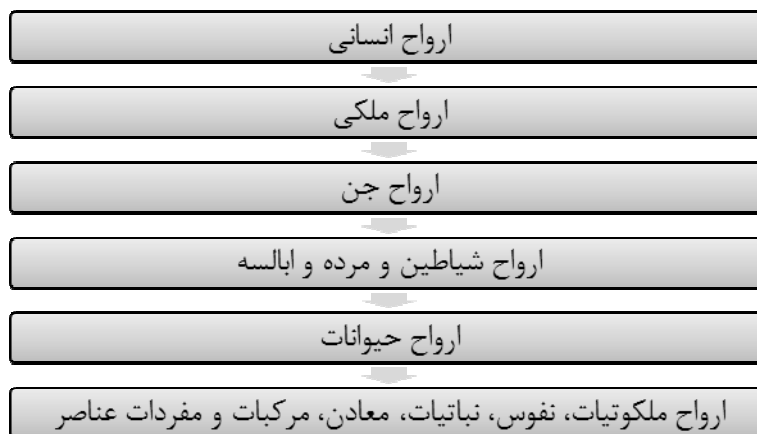 ارواح انسانی
ارواح ملکی
ارواح جن
ارواح شیاطین و مرده و ابالسه
ارواح حیوانات
ارواح ملکوتیات، نفوس، نباتیات، معادن، مرکبات و مفردات عناصر